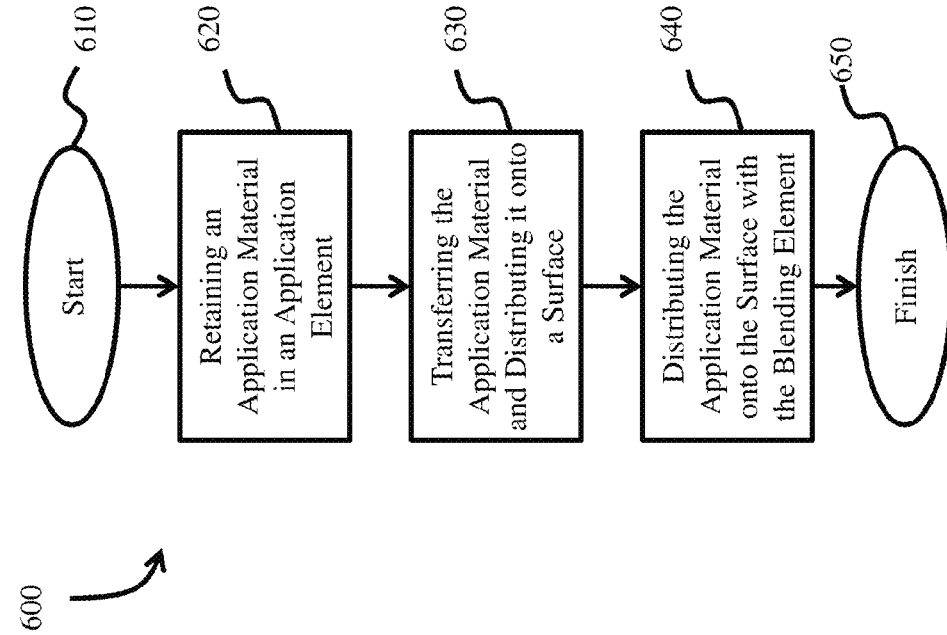 600
610
Start
620
Retaining an
Application Material
in an Application
Element
630
Transferring the
Application Material
and Distributing it onto
a Surface
640
Distributing the
Application Material
onto the Surface with
the Blending Element
650
Finish